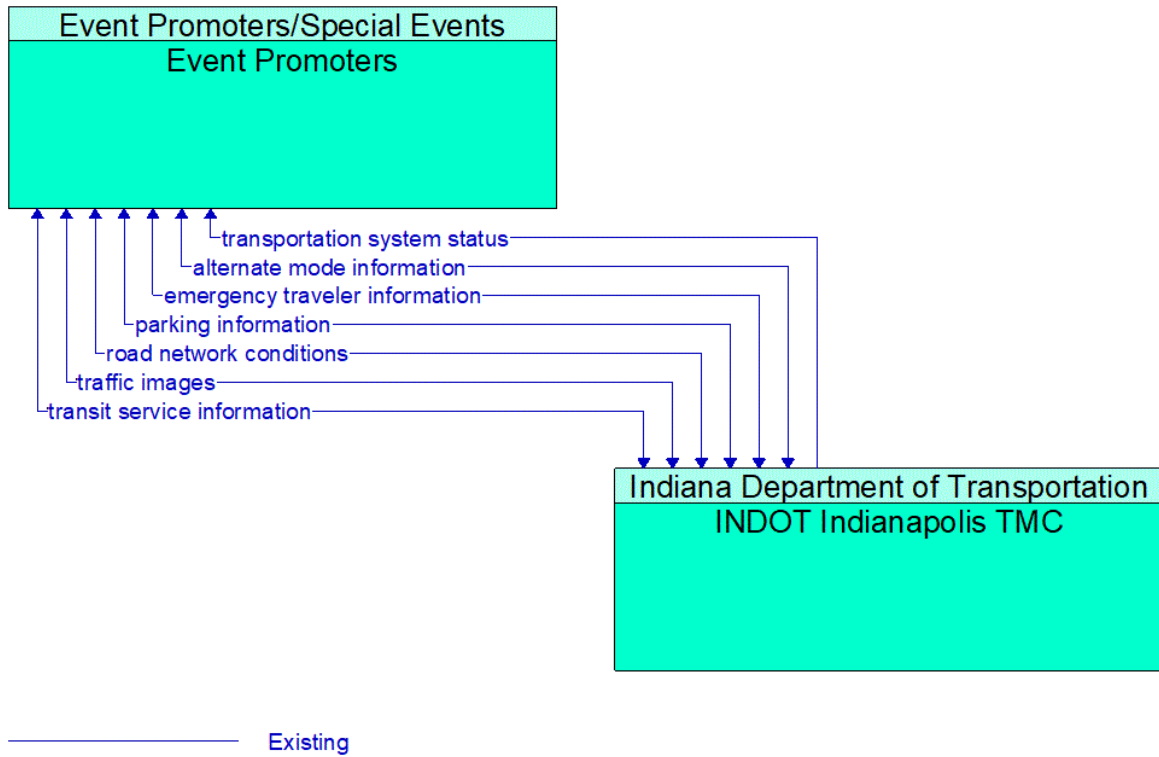 Event Promoters/Special Events
Event Promoters
transportation system status
alternate mode information
emergency traveler information
parking information
road network conditions
traffic images
transit service information
Indiana Department of Transportation
INDOT Indianapolis TMC
Existing